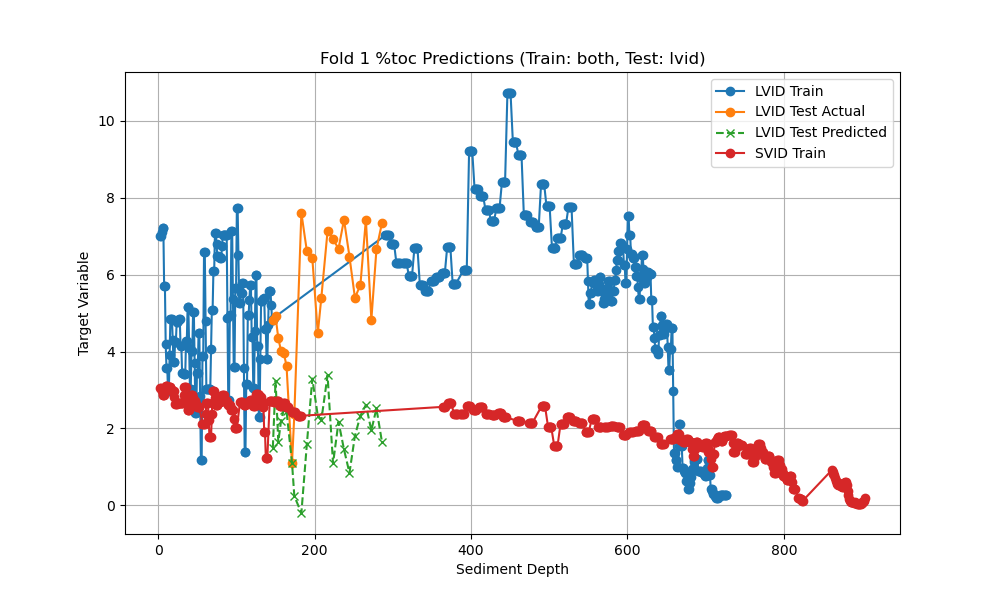 Fold 1 %toc Predictions (Train: both, Test: lvid)
LVID Train
LVID Test Actual
LVID Test Predicted
SVID Train
Target Variable
10
8
6
4
2
0
0 200 400 600 800
Sediment Depth